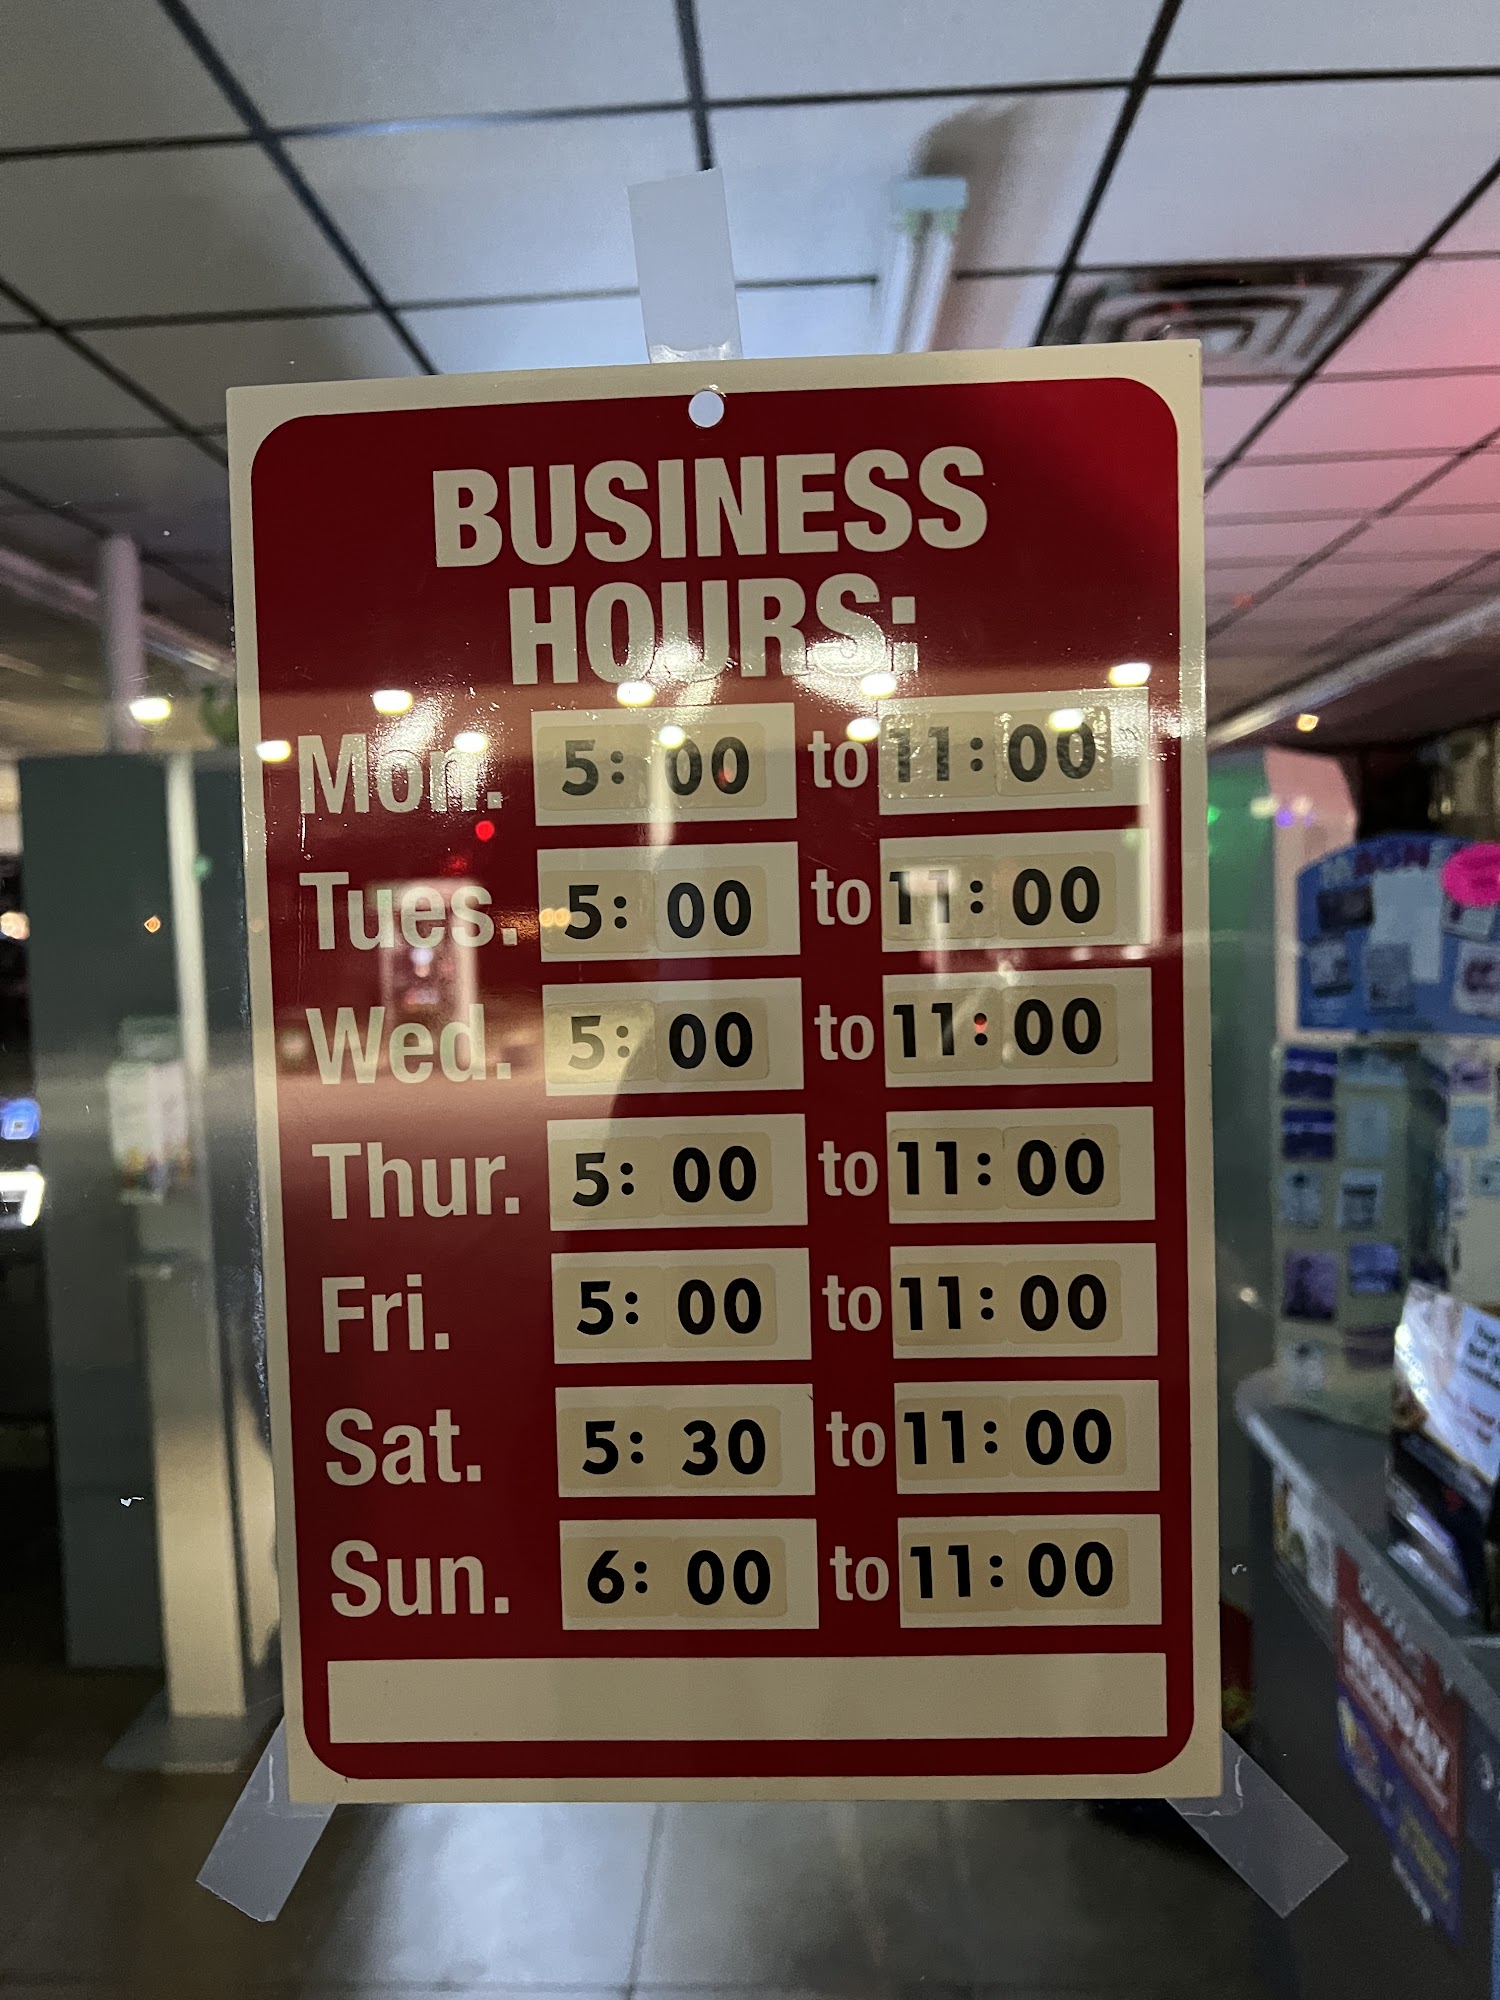 BUSINESS
HOURS:
Mon. 5:00 to 11:00
Tues. 5:00 to 11:00
Wed. 5:00 to 11:00
Thur. 5:00 to 11:00
Fri. 5:00 to 11:00
Sat. 5:30 to 11:00
Sun. 6:00 to 11:00